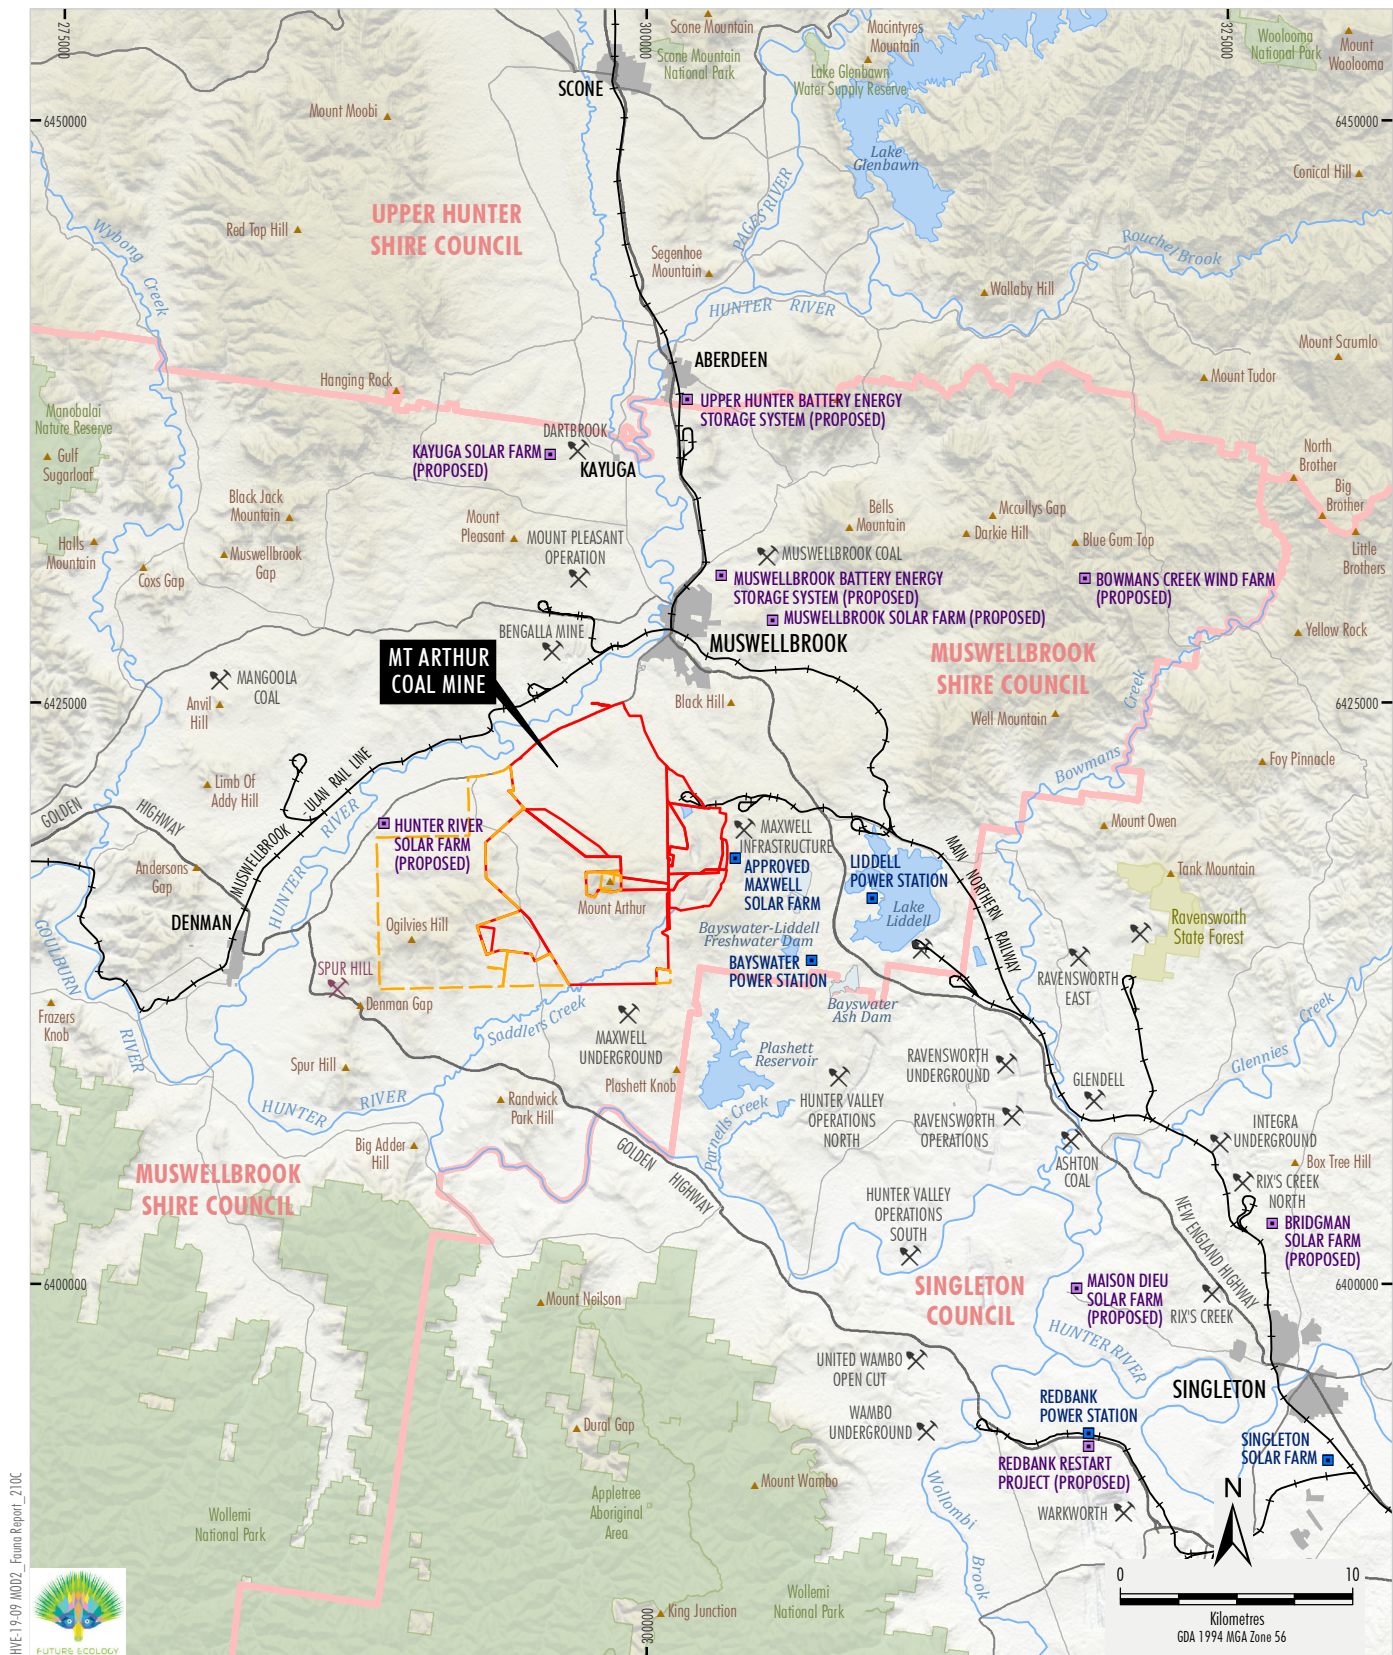 275000
300000
325000
Scone Mountain
Macintyres
Mountain
Woolooma
National Park
Mount
Woolooma
Scone Mountain
National Park
Lake Glenbawn
Water Supply Reserve
SCONE
Mount Moobi
6450000
6450000
Lake
Glenbawn
Conical Hill
UPPER HUNTER
SHIRE COUNCIL
PAGES RIVER
Red Top Hill
Wybong
Creek
Rouchel Brook
Segenhoe
Mountain
Wallaby Hill
HUNTER RIVER
Mount Scrumlo
ABERDEEN
Hanging Rock
Mount Tudor
Manobalai
Nature Reserve
UPPER HUNTER BATTERY ENERGY
STORAGE SYSTEM (PROPOSED)
DARTBROOK
KAYUGA SOLAR FARM
(PROPOSED)
KAYUGA
Gulf
Sugarloaf
North
Brother
Big
Brother
Black Jack
Mountain
Bells
Mountain
Mccullys Gap
Mount
Pleasant
MOUNT PLEASANT
OPERATION
Darkie Hill
Blue Gum Top
Little
Brothers
Halls
Mountain
Muswellbrook
Gap
MUSWELLBROOK COAL
Coxs Gap
MUSWELLBROOK BATTERY ENERGY
STORAGE SYSTEM (PROPOSED)
BOWMANS CREEK WIND FARM
(PROPOSED)
MUSWELLBROOK SOLAR FARM (PROPOSED)
BENGALLA MINE
Yellow Rock
MUSWELLBROOK
MT ARTHUR
COAL MINE
MUSWELLBROOK
SHIRE COUNCIL
MANGOOLA
COAL
Anvil
Hill
Black Hill
6425000
6425000
Well Mountain
Bowmans
Creek
Foy Pinnacle
Limb Of
Addy Hill
MUSWELLBROOK - ULAN RAIL LINE
GOLDEN
HIGHWAY
HUNTER RIVER
HUNTER RIVER
SOLAR FARM
(PROPOSED)
MAXWELL
INFRASTRUCTURE
Mount Owen
APPROVED
MAXWELL
SOLAR FARM
LIDDELL
POWER STATION
MAIN NORTHERN RAILWAY
Andersons
Gap
Tank Mountain
Mount Arthur
Lake
Liddell
DENMAN
Ogilvies Hill
Bayswater-Liddell
Freshwater Dam
Ravensworth
State Forest
GOULBURN
RIVER
SPUR HILL
BAYSWATER
POWER STATION
RAVENSWORTH
EAST
Denman Gap
Bayswater
Ash Dam
Frazers
Knob
Saddlers Creek
MAXWELL
UNDERGROUND
Plashett
Reservoir
Glennies Creek
Spur Hill
RAVENSWORTH
UNDERGROUND
Plashett Knob
GLENDELL
HUNTER RIVER
Randwick
Park Hill
HUNTER VALLEY
OPERATIONS
NORTH
Parnells Creek
RAVENSWORTH
OPERATIONS
INTEGRA
UNDERGROUND
Big Adder
Hill
GOLDEN
HIGHWAY
ASHTON
COAL
Box Tree Hill
MUSWELLBROOK
SHIRE COUNCIL
RIX'S CREEK
NORTH
HUNTER VALLEY
OPERATIONS
SOUTH
NEW ENGLAND HIGHWAY
BRIDGMAN
SOLAR FARM
(PROPOSED)
6400000
6400000
SINGLETON
COUNCIL
MAISON DIEU
SOLAR FARM
(PROPOSED)
RIX'S CREEK
Mount Neilson
HUNTER RIVER
UNITED WAMBO
OPEN CUT
SINGLETON
REDBANK
POWER STATION
WAMBO
UNDERGROUND
Dural Gap
SINGLETON
SOLAR FARM
REDBANK RESTART
PROJECT (PROPOSED)
Mount Wambo
Wollombi
Brook
N
Appletree
Aboriginal
Area
Wollemi
National Park
WARKWORTH
0
10
Kilometres
GDA 1994 MGA Zone 56
Wollemi
National Park
King Junction
300000
FUTURE ECOLOGY
HVE-19-09 MOD2_Fauna Report_210C